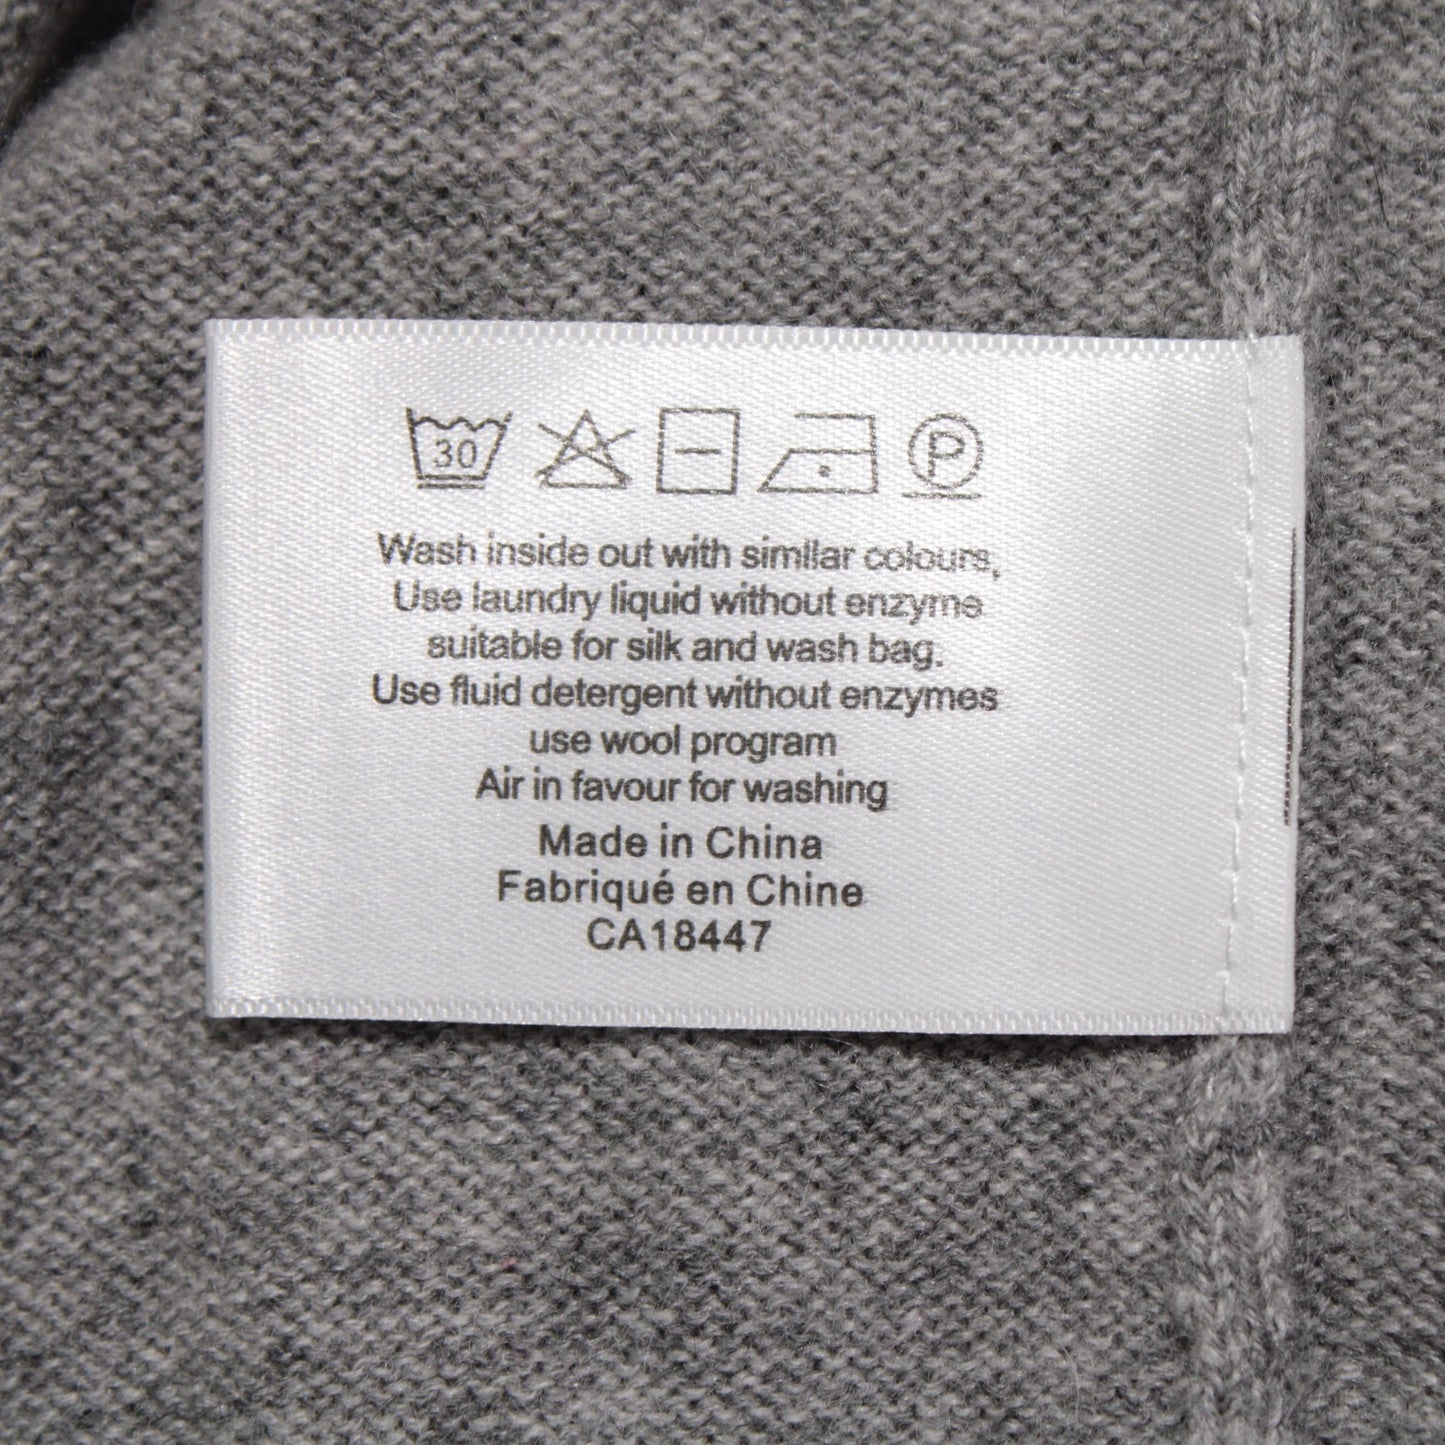 30
P
Wash inside out with simllar colours,
Use laundry liquid without enzyme
suitable for silk and wash bag.
Use fluid detergent without enzymes
use wool program
Air in favour for washing
Made in China
Fabriqué en Chine
CA18447